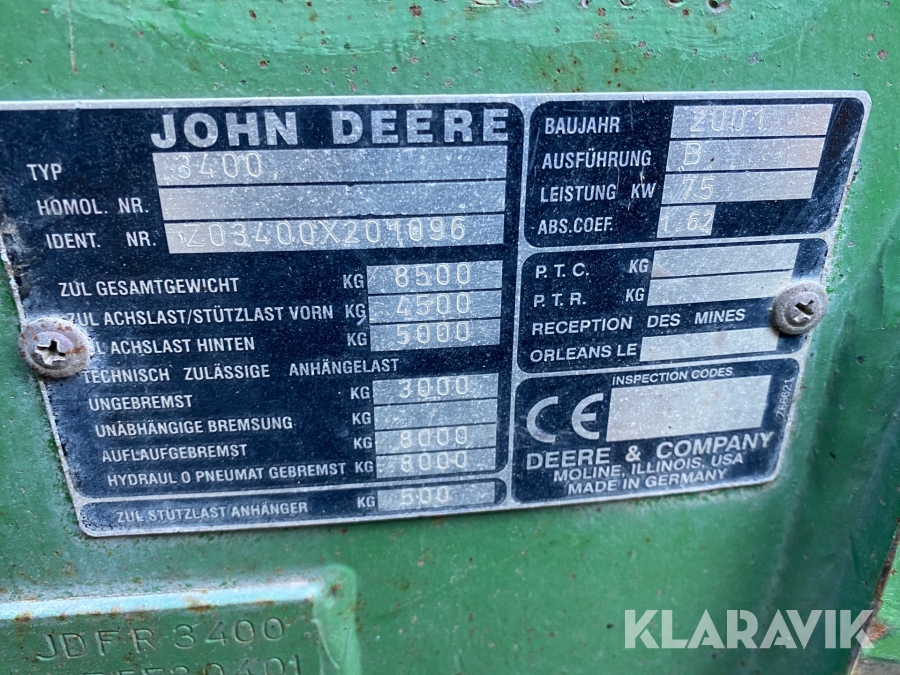 JOHN DEERE
TYP 3400
HOMOL. NR.
IDENT. NR. Z03400X201096
ZUL GESAMTGEWICHT KG 8500
ZUL ACHSLAST/STÜTZLAST VORN KG 4500
ACHSLAST HINTEN KG 5000
TECHNISCH ZULÄSSIGE ANHÄNGELAST
UNGEBREMST KG 3000
UNÄBHÄNGIGE BREMSUNG KG
AUFLAUFGEBREMST KG 8000
HYDRAUL O PNEUMAT GEBREMST KG 8000
ZUL STÜTZLAST ANHÄNGER KG 500
BAUJAHR 2001
AUSFÜHRUNG B
LEISTUNG KW 75
ABS.COEF. 1.62
P.T.C. KG
P.T.R. KG
RECEPTION DES MINES
ORLEANS LE
INSPECTION CODES
CE
DEERE & COMPANY
MOLINE, ILLINOIS, USA
MADE IN GERMANY
JDFR3400
KLARAVIK